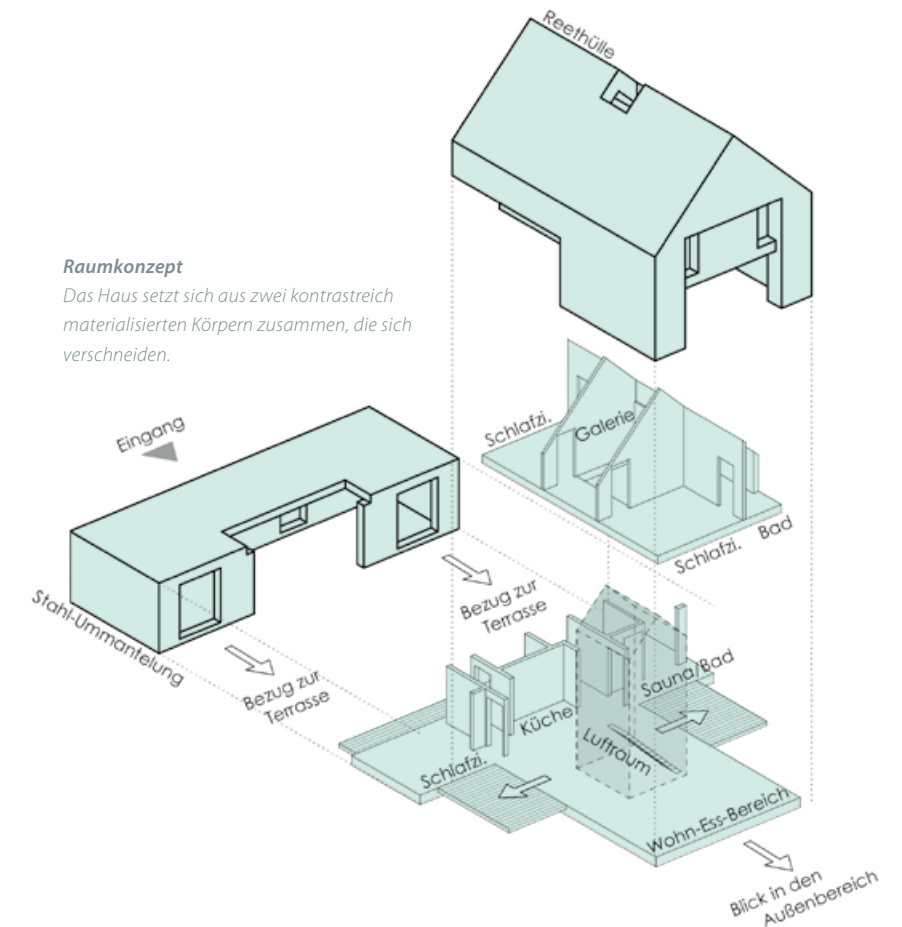 Reethülle
Raumkonzept
Das Haus setzt sich aus zwei kontrastreich
materialisierten Körpern zusammen, die sich
verschneiden.
Eingang
Schlafzi.
Galerie
Schlafzi.
Bad
Stahl-Ummantelung
Bezug zur
Terrasse
Bezug zur
Terrasse
Sauna/Bad
Küche
Luftraum
Schlafzi.
Wohn-Ess-Bereich
Blick in den
Außenbereich